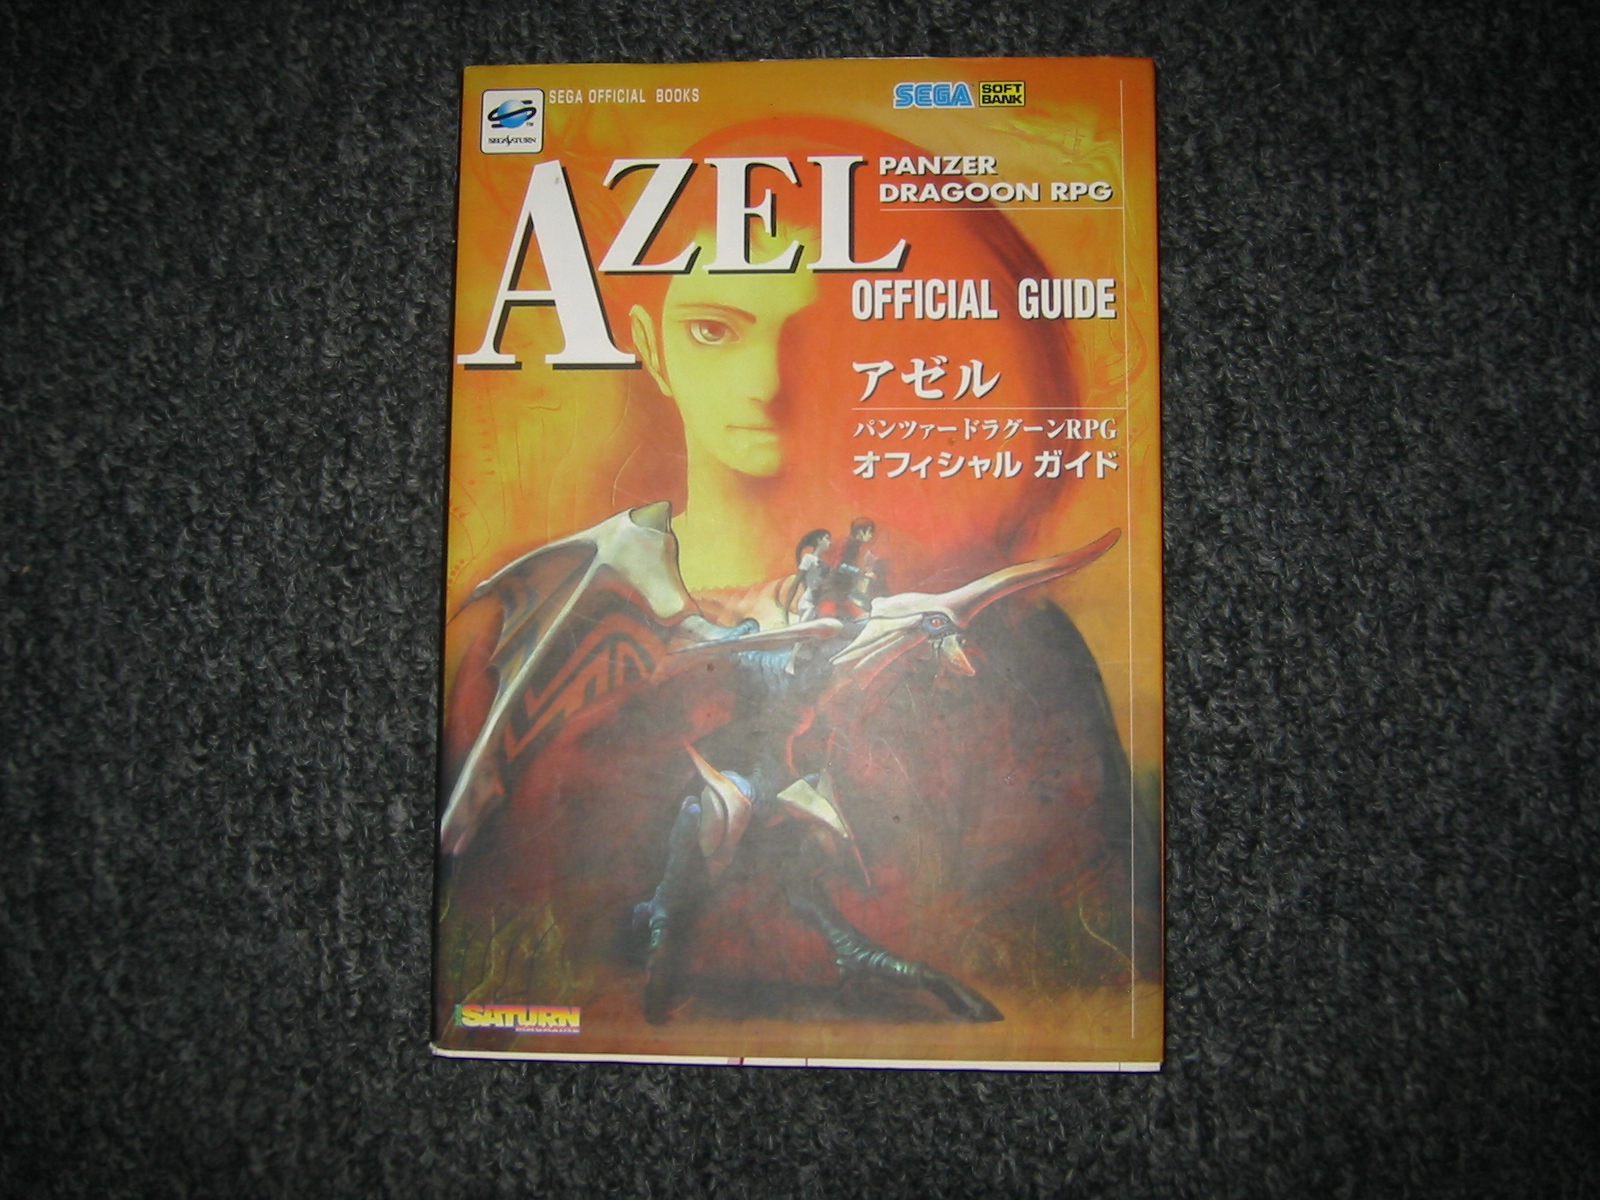 SEGA OFFICIAL BOOKS
SEGA
SOFT
BANK
SEGA SATURN
TM
AZEL
PANZER
DRAGOON RPG
OFFICIAL GUIDE
アゼル
パンツァードラグーンRPG
オフィシャル ガイド
SATURN